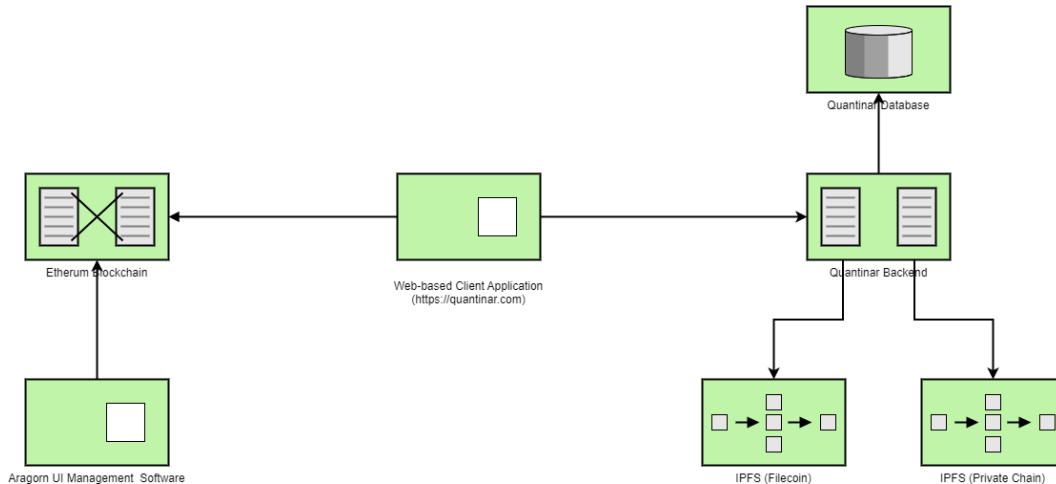 Quantinar Database
Etherum Blockchain
Web-based Client Application
(https://quantinar.com)
Quantinar Backend
Aragorn UI Management Software
IPFS (Filecoin)
IPFS (Private Chain)